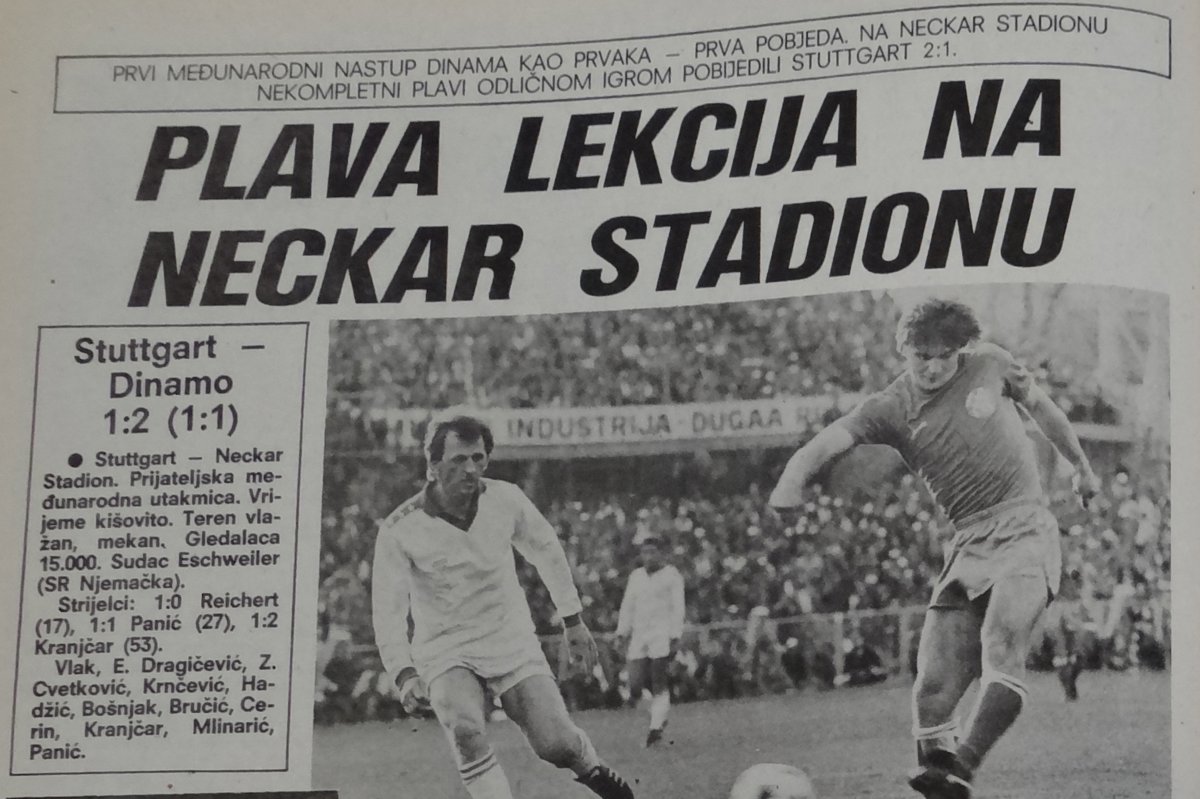 PRVI MEĐUNARODNI NASTUP DINAMA KAO PRVAKA — PRVA POBJEDA. NA NECKAR STADIONU
NEKOMPLETNI PLAVI ODLIČNOM IGROM POBIJEDILI STUTTGART 2:1.
PLAVA LEKCIJA NA
NECKAR STADIONU
Stuttgart —
Dinamo
1:2 (1:1)
● Stuttgart — Neckar
Stadion. Prijateljska me-
đunarodna utakmica. Vri-
jeme kišovito. Teren vla-
žan, mekan. Gledalaca
15.000. Sudac Eschweiler
(SR Njemačka).
Strijelci: 1:0 Reichert
(17), 1:1 Panić (27), 1:2
Kranjčar (53).
Vlak, E. Dragičević, Z.
Cvetković, Krnčević, Ha-
džić, Bošnjak, Bručić, Ce-
rin, Kranjčar, Mlinarić,
Panić.
INDUSTRIJA DUGAA